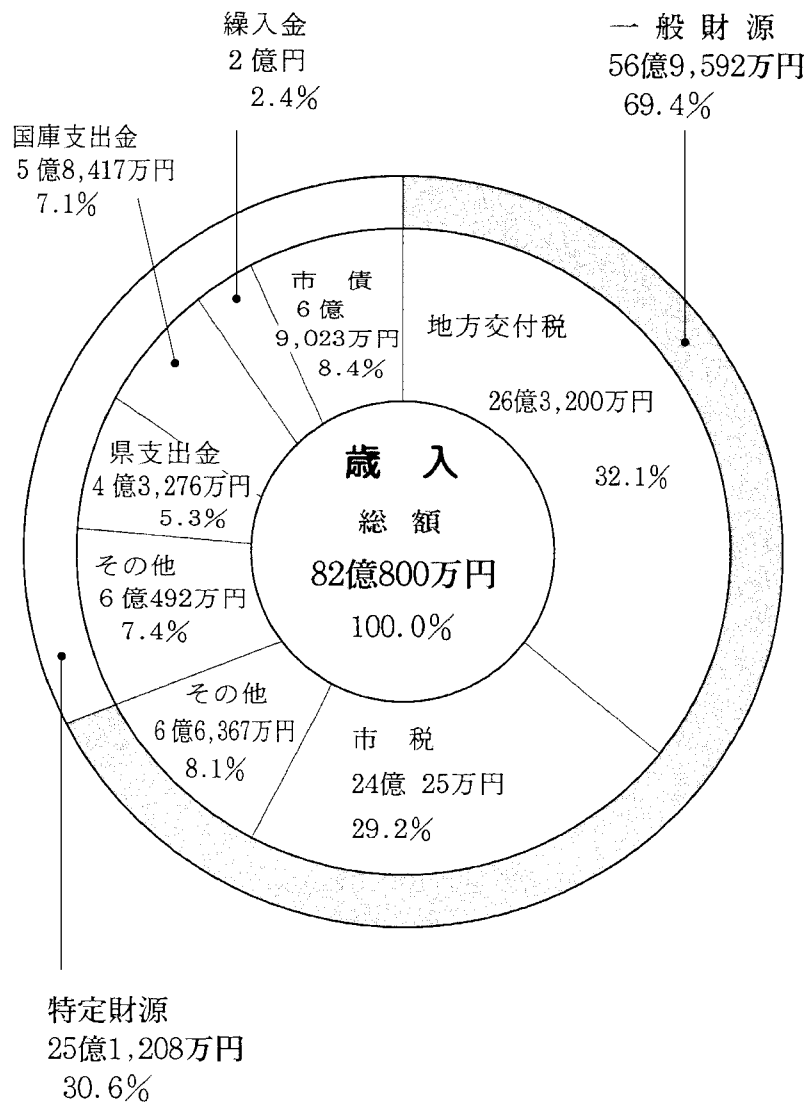 繰入金
2億円
2.4%
一般財源
56億9,592万円
69.4%
国庫支出金
5億8,417万円
7.1%
市債
6億
9,023万円
8.4%
地方交付税
26億3,200万円
32.1%
県支出金
4億3,276万円
5.3%
歳入
総額
82億800万円
100.0%
その他
6億492万円
7.4%
その他
6億6,367万円
8.1%
市税
24億 25万円
29.2%
特定財源
25億1,208万円
30.6%